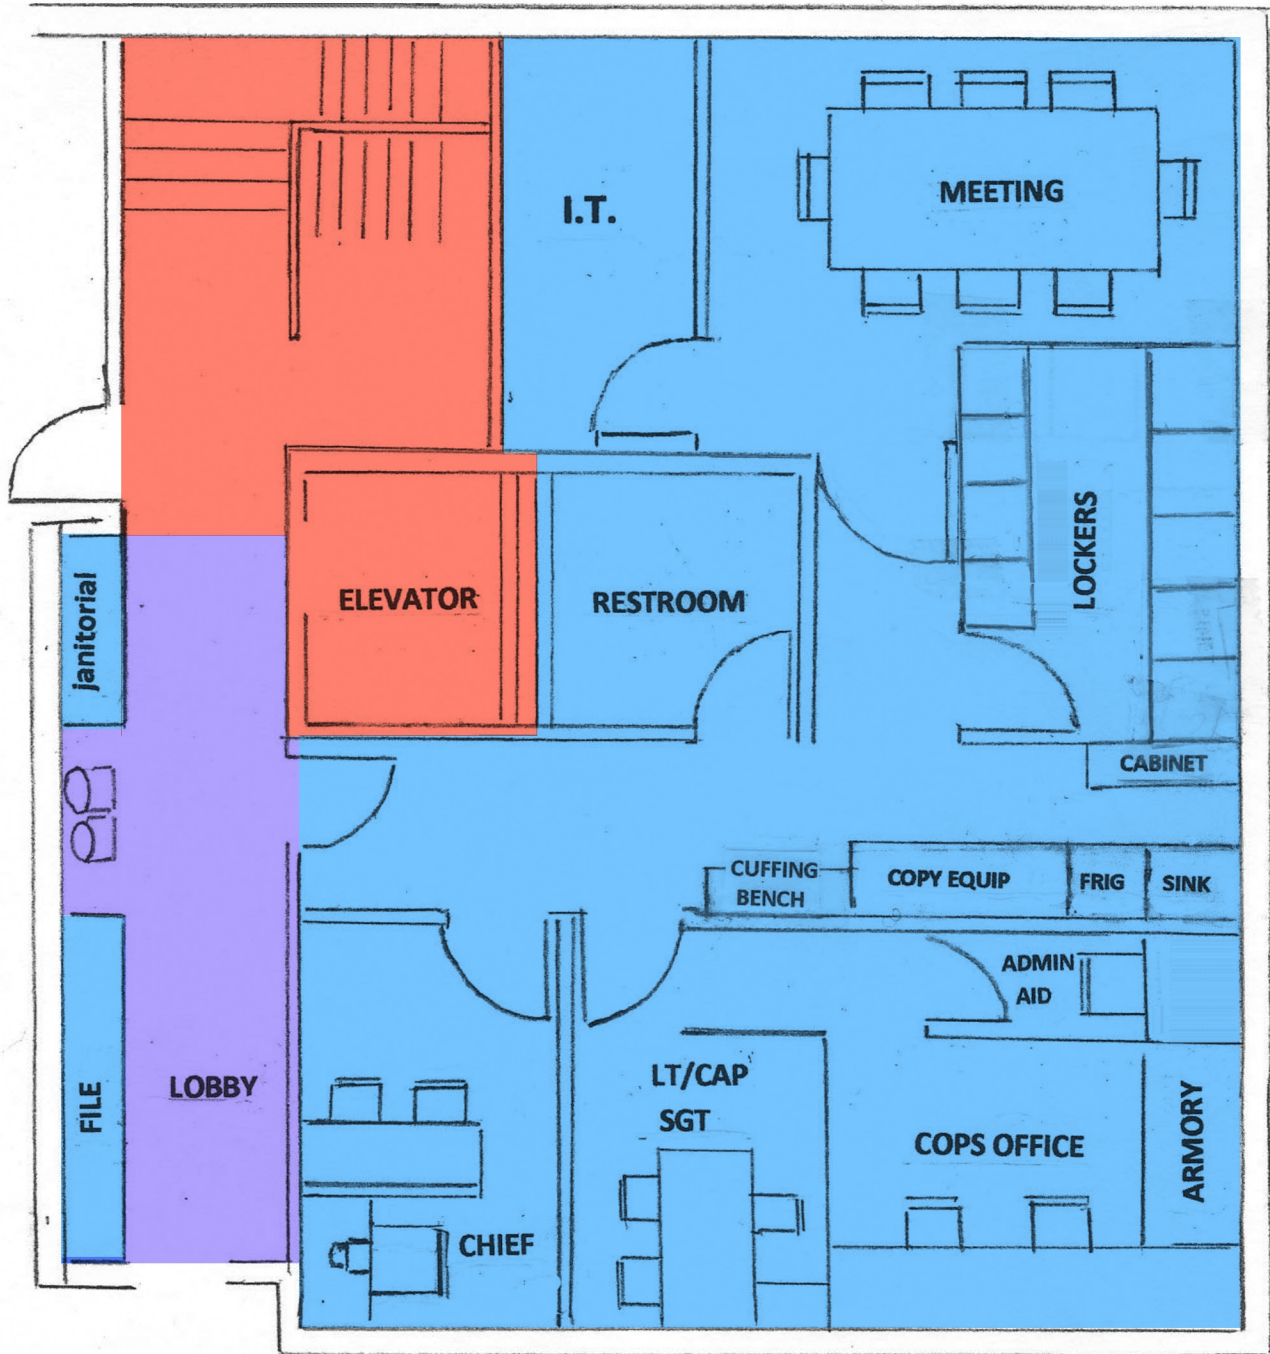 I.T.
MEETING
ELEVATOR
RESTROOM
LOCKERS
janitorial
CABINET
CUFFING
BENCH
COPY EQUIP
FRIG
SINK
ADMIN
AID
LOBBY
FILE
LT/CAP
SGT
COPS OFFICE
ARMORY
CHIEF